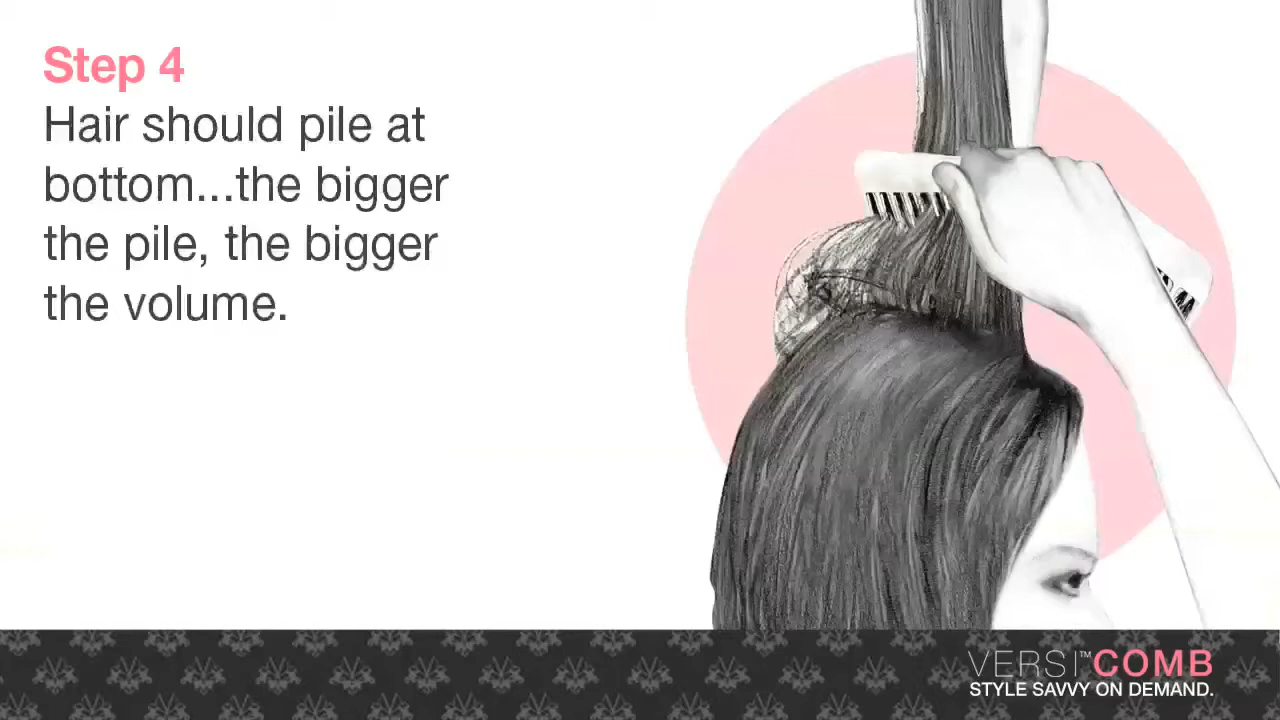 Step 4
Hair should pile at
bottom...the bigger
the pile, the bigger
the volume.
VERSI™COMB
STYLE SAVVY ON DEMAND.